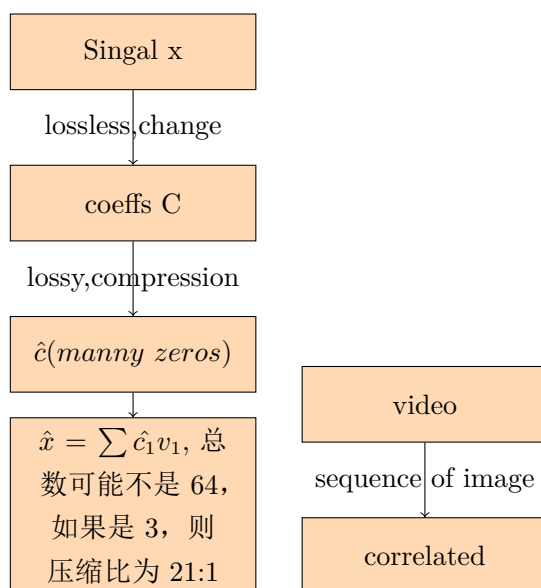 Singal x
lossless,change
coeffs C
lossy,compression
ĉ(manny zeros)
x̂ = ∑ ĉ₁v₁, 总
数可能不是 64，
如果是 3，则
压缩比为 21:1
video
sequence of image
correlated